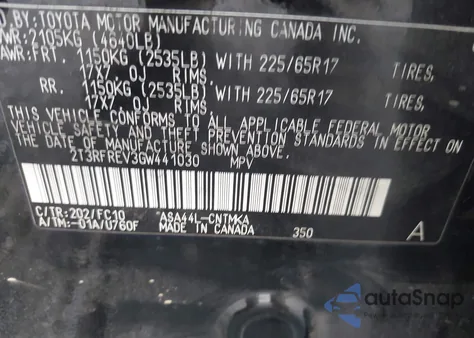 D.BY:TOYOTA MOTOR MANUFACTURING CANADA INC.
WR:2105KG (4640LB)
AWR:FRT. 1150KG (2535LB) WITH 225/65R17 TIRES,
17X7.0J RIMS,
RR. 1150KG (2535LB) WITH 225/65R17 TIRES,
17X7.0J RIMS,
THIS VEHICLE CONFORMS TO ALL APPLICABLE FEDERAL MOTOR
VEHICLE SAFETY AND THEFT PREVENTION STANDARDS IN EFFECT ON
THE DATE OF MANUFACTURE SHOWN ABOVE.
2T3RFREV3GW441030 MPV
C/TR:202/FC10 ASA44L-CNTMKA
A/TM:-01A/U760F MADE IN CANADA 350 A
autoSnap